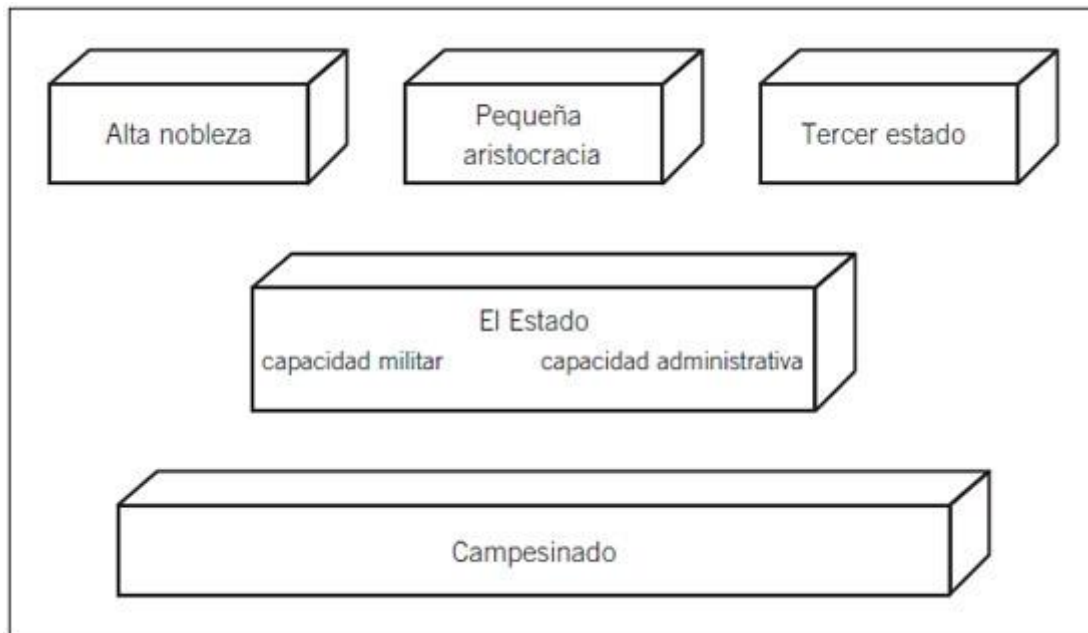 Alta nobleza
Pequeña
aristocracia
Tercer estado
El Estado
capacidad militar
capacidad administrativa
Campesinado